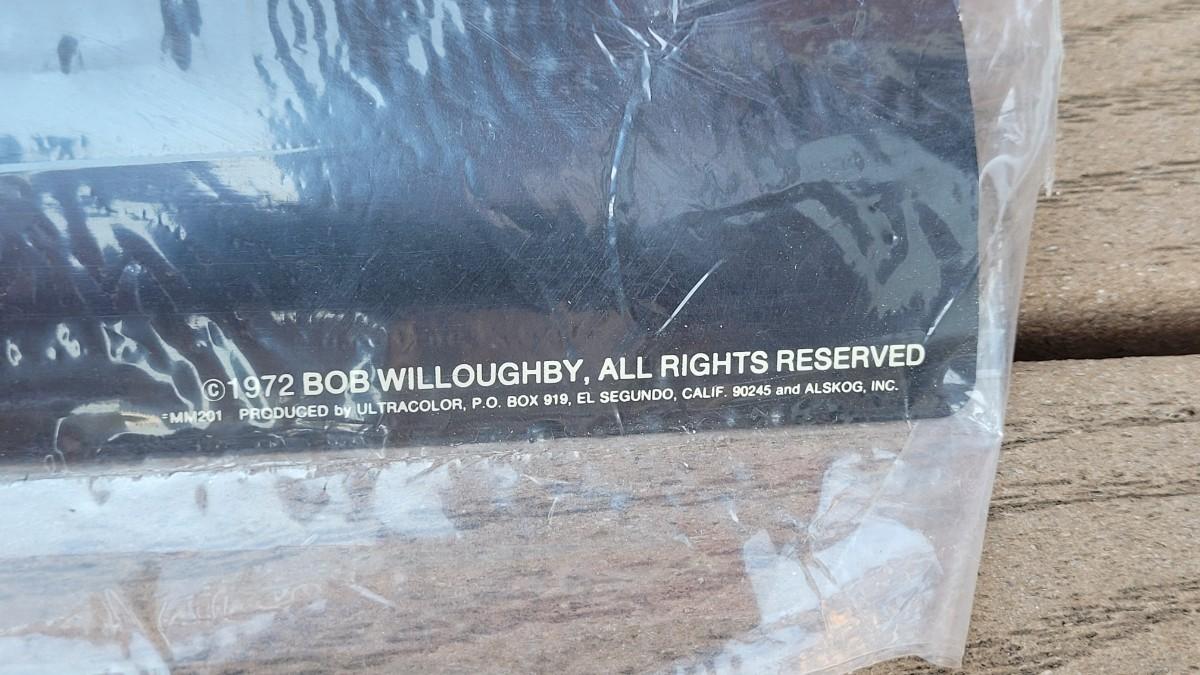 ©1972 BOB WILLOUGHBY, ALL RIGHTS RESERVED
#MM201 PRODUCED by ULTRACOLOR, P.O. BOX 919, EL SEGUNDO, CALIF. 90245 and ALSKOG, INC.